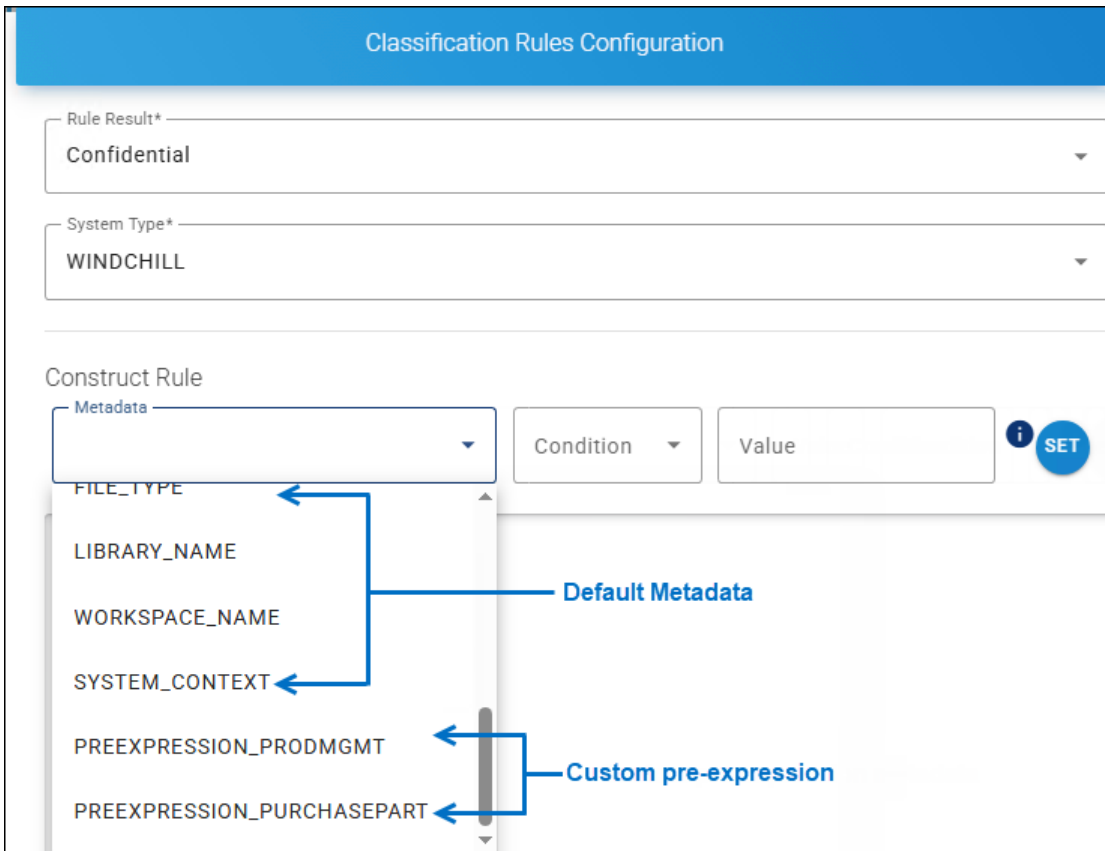 Classification Rules Configuration
Rule Result*
Confidential
System Type*
WINDCHILL
Construct Rule
Metadata
Condition
Value
i
SET
FILE_TYPE
LIBRARY_NAME
Default Metadata
WORKSPACE_NAME
SYSTEM_CONTEXT
PREEXPRESSION_PRODMGMT
Custom pre-expression
PREEXPRESSION_PURCHASEPART